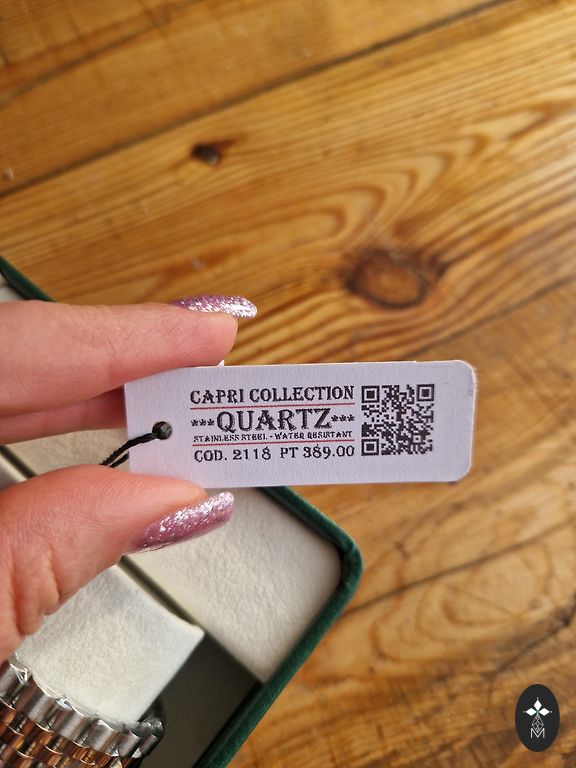 CAPRI COLLECTION
***QUARTZ***
STAINLESS STEEL - WATER RESISTANT
COD. 2118 PT 389.00
M